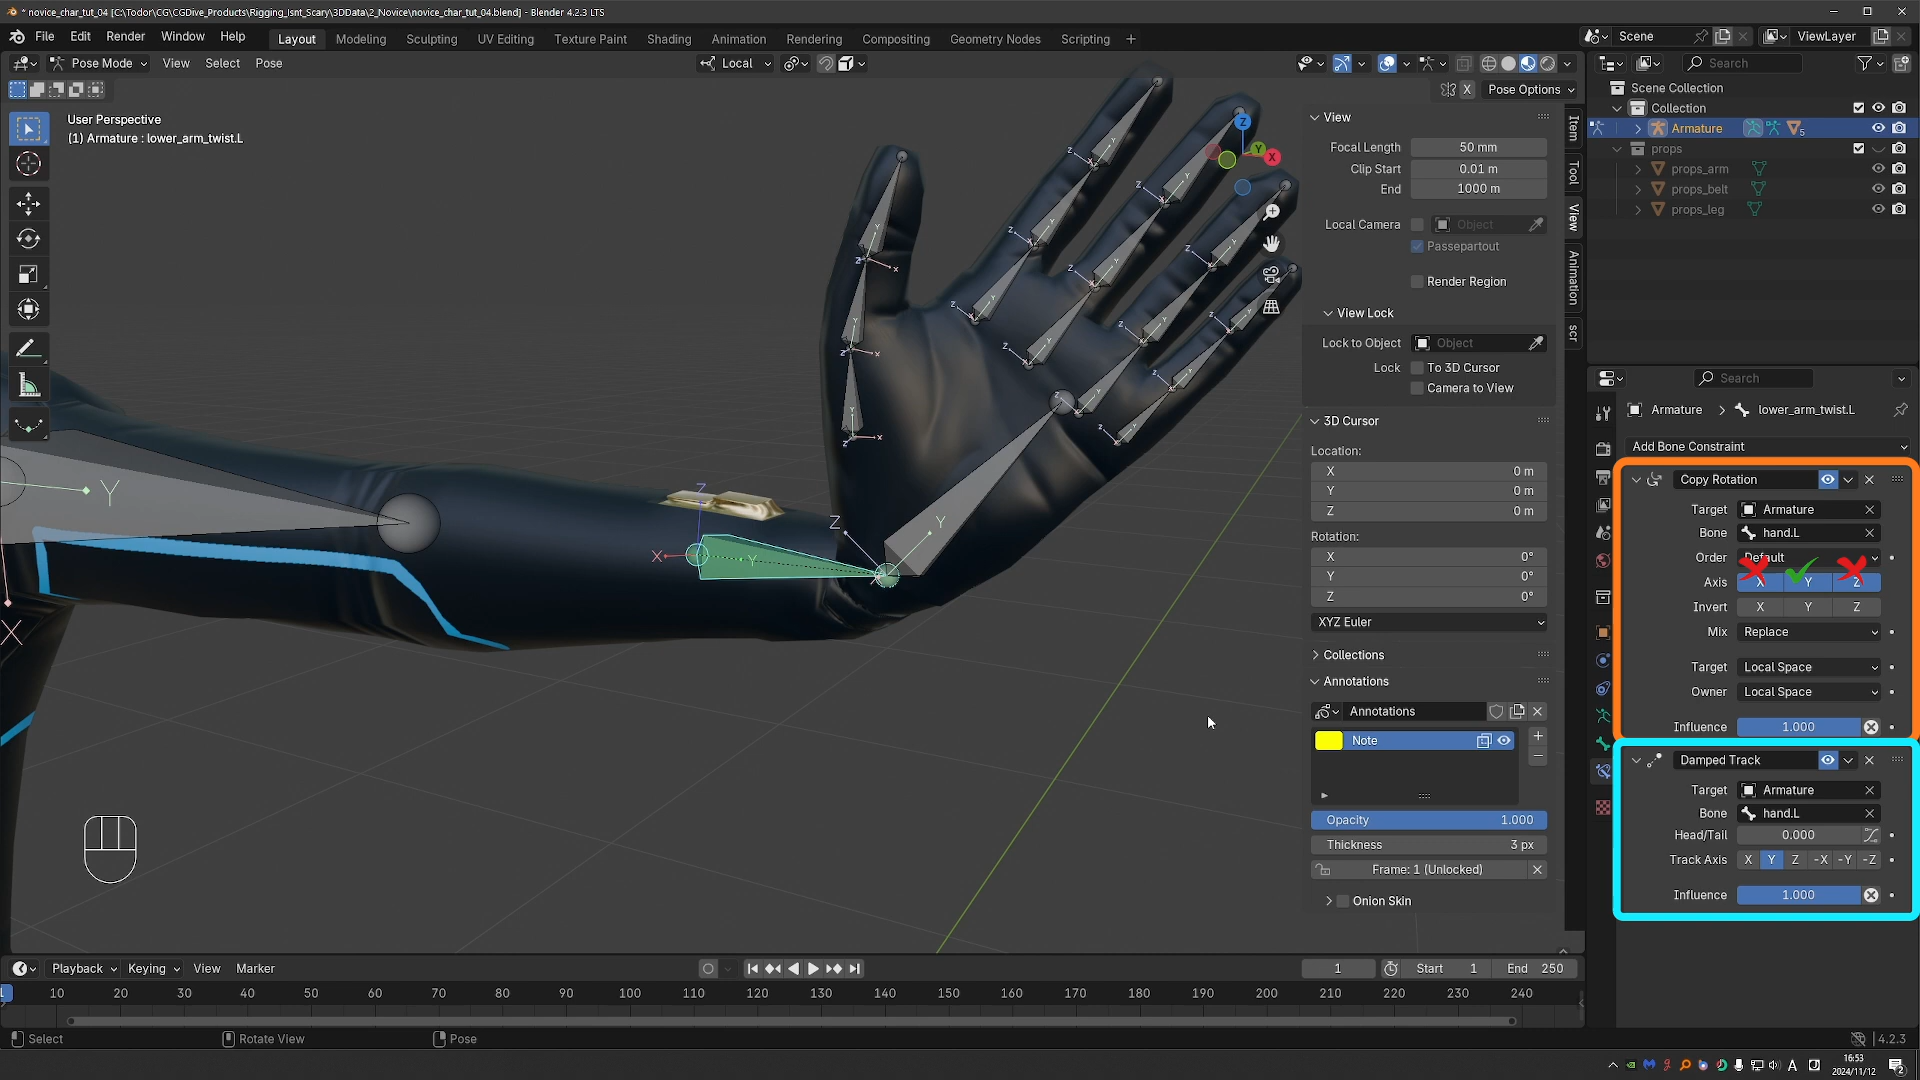 * novice_char_tut_04 [C:\Todor\CG\CGDive_Products\Rigging_Isnt_Scary\3DData\2_Novice\novice_char_tut_04.blend] - Blender 4.2.3 LTS
File Edit Render Window Help Layout Modeling Sculpting UV Editing Texture Paint Shading Animation Rendering Compositing Geometry Nodes Scripting + Scene ViewLayer
Pose Mode View Select Pose Local Search
X Pose Options
User Perspective
(1) Armature : lower_arm_twist.L
Scene Collection
Collection
Armature 5
props
props_arm
props_belt
props_leg
View
Focal Length 50 mm
Clip Start 0.01 m
End 1000 m
Local Camera Object
Passepartout
Render Region
View Lock
Lock to Object Object
Lock To 3D Cursor
Camera to View
3D Cursor
Location:
X 0 m
Y 0 m
Z 0 m
Rotation:
X 0°
Y 0°
Z 0°
XYZ Euler
Collections
Annotations
Annotations
Note
Opacity 1.000
Thickness 3 px
Frame: 1 (Unlocked)
Onion Skin
Item
Tool
View
Animation
scr
Search
Armature lower_arm_twist.L
Add Bone Constraint
Copy Rotation
Target Armature
Bone hand.L
Order Default
Axis X Y Z
Invert X Y Z
Mix Replace
Target Local Space
Owner Local Space
Influence 1.000
Damped Track
Target Armature
Bone hand.L
Head/Tail 0.000
Track Axis X Y Z -X -Y -Z
Influence 1.000
Playback Keying View Marker 1 Start 1 End 250
1 10 20 30 40 50 60 70 80 90 100 110 120 130 140 150 160 170 180 190 200 210 220 230 240
Select Rotate View Pose 4.2.3
A 16:53
2024/11/12 2